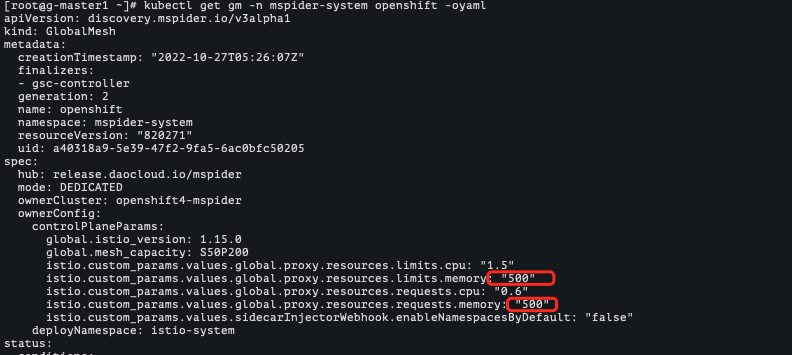 [root@g-master1 ~]# kubectl get gm -n mspider-system openshift -oyaml
apiVersion: discovery.mspider.io/v3alpha1
kind: GlobalMesh
metadata:
  creationTimestamp: "2022-10-27T05:26:07Z"
  finalizers:
  - gsc-controller
  generation: 2
  name: openshift
  namespace: mspider-system
  resourceVersion: "820271"
  uid: a40318a9-5e39-47f2-9fa5-6ac0bfc50205
spec:
  hub: release.daocloud.io/mspider
  mode: DEDICATED
  ownerCluster: openshift4-mspider
  ownerConfig:
    controlPlaneParams:
      global.istio_version: 1.15.0
      global.mesh_capacity: S50P200
      istio.custom_params.values.global.proxy.resources.limits.cpu: "1.5"
      istio.custom_params.values.global.proxy.resources.limits.memory: "500"
      istio.custom_params.values.global.proxy.resources.requests.cpu: "0.6"
      istio.custom_params.values.global.proxy.resources.requests.memory: "500"
      istio.custom_params.values.sidecarInjectorWebhook.enableNamespacesByDefault: "false"
    deployNamespace: istio-system
status:
  conditions: